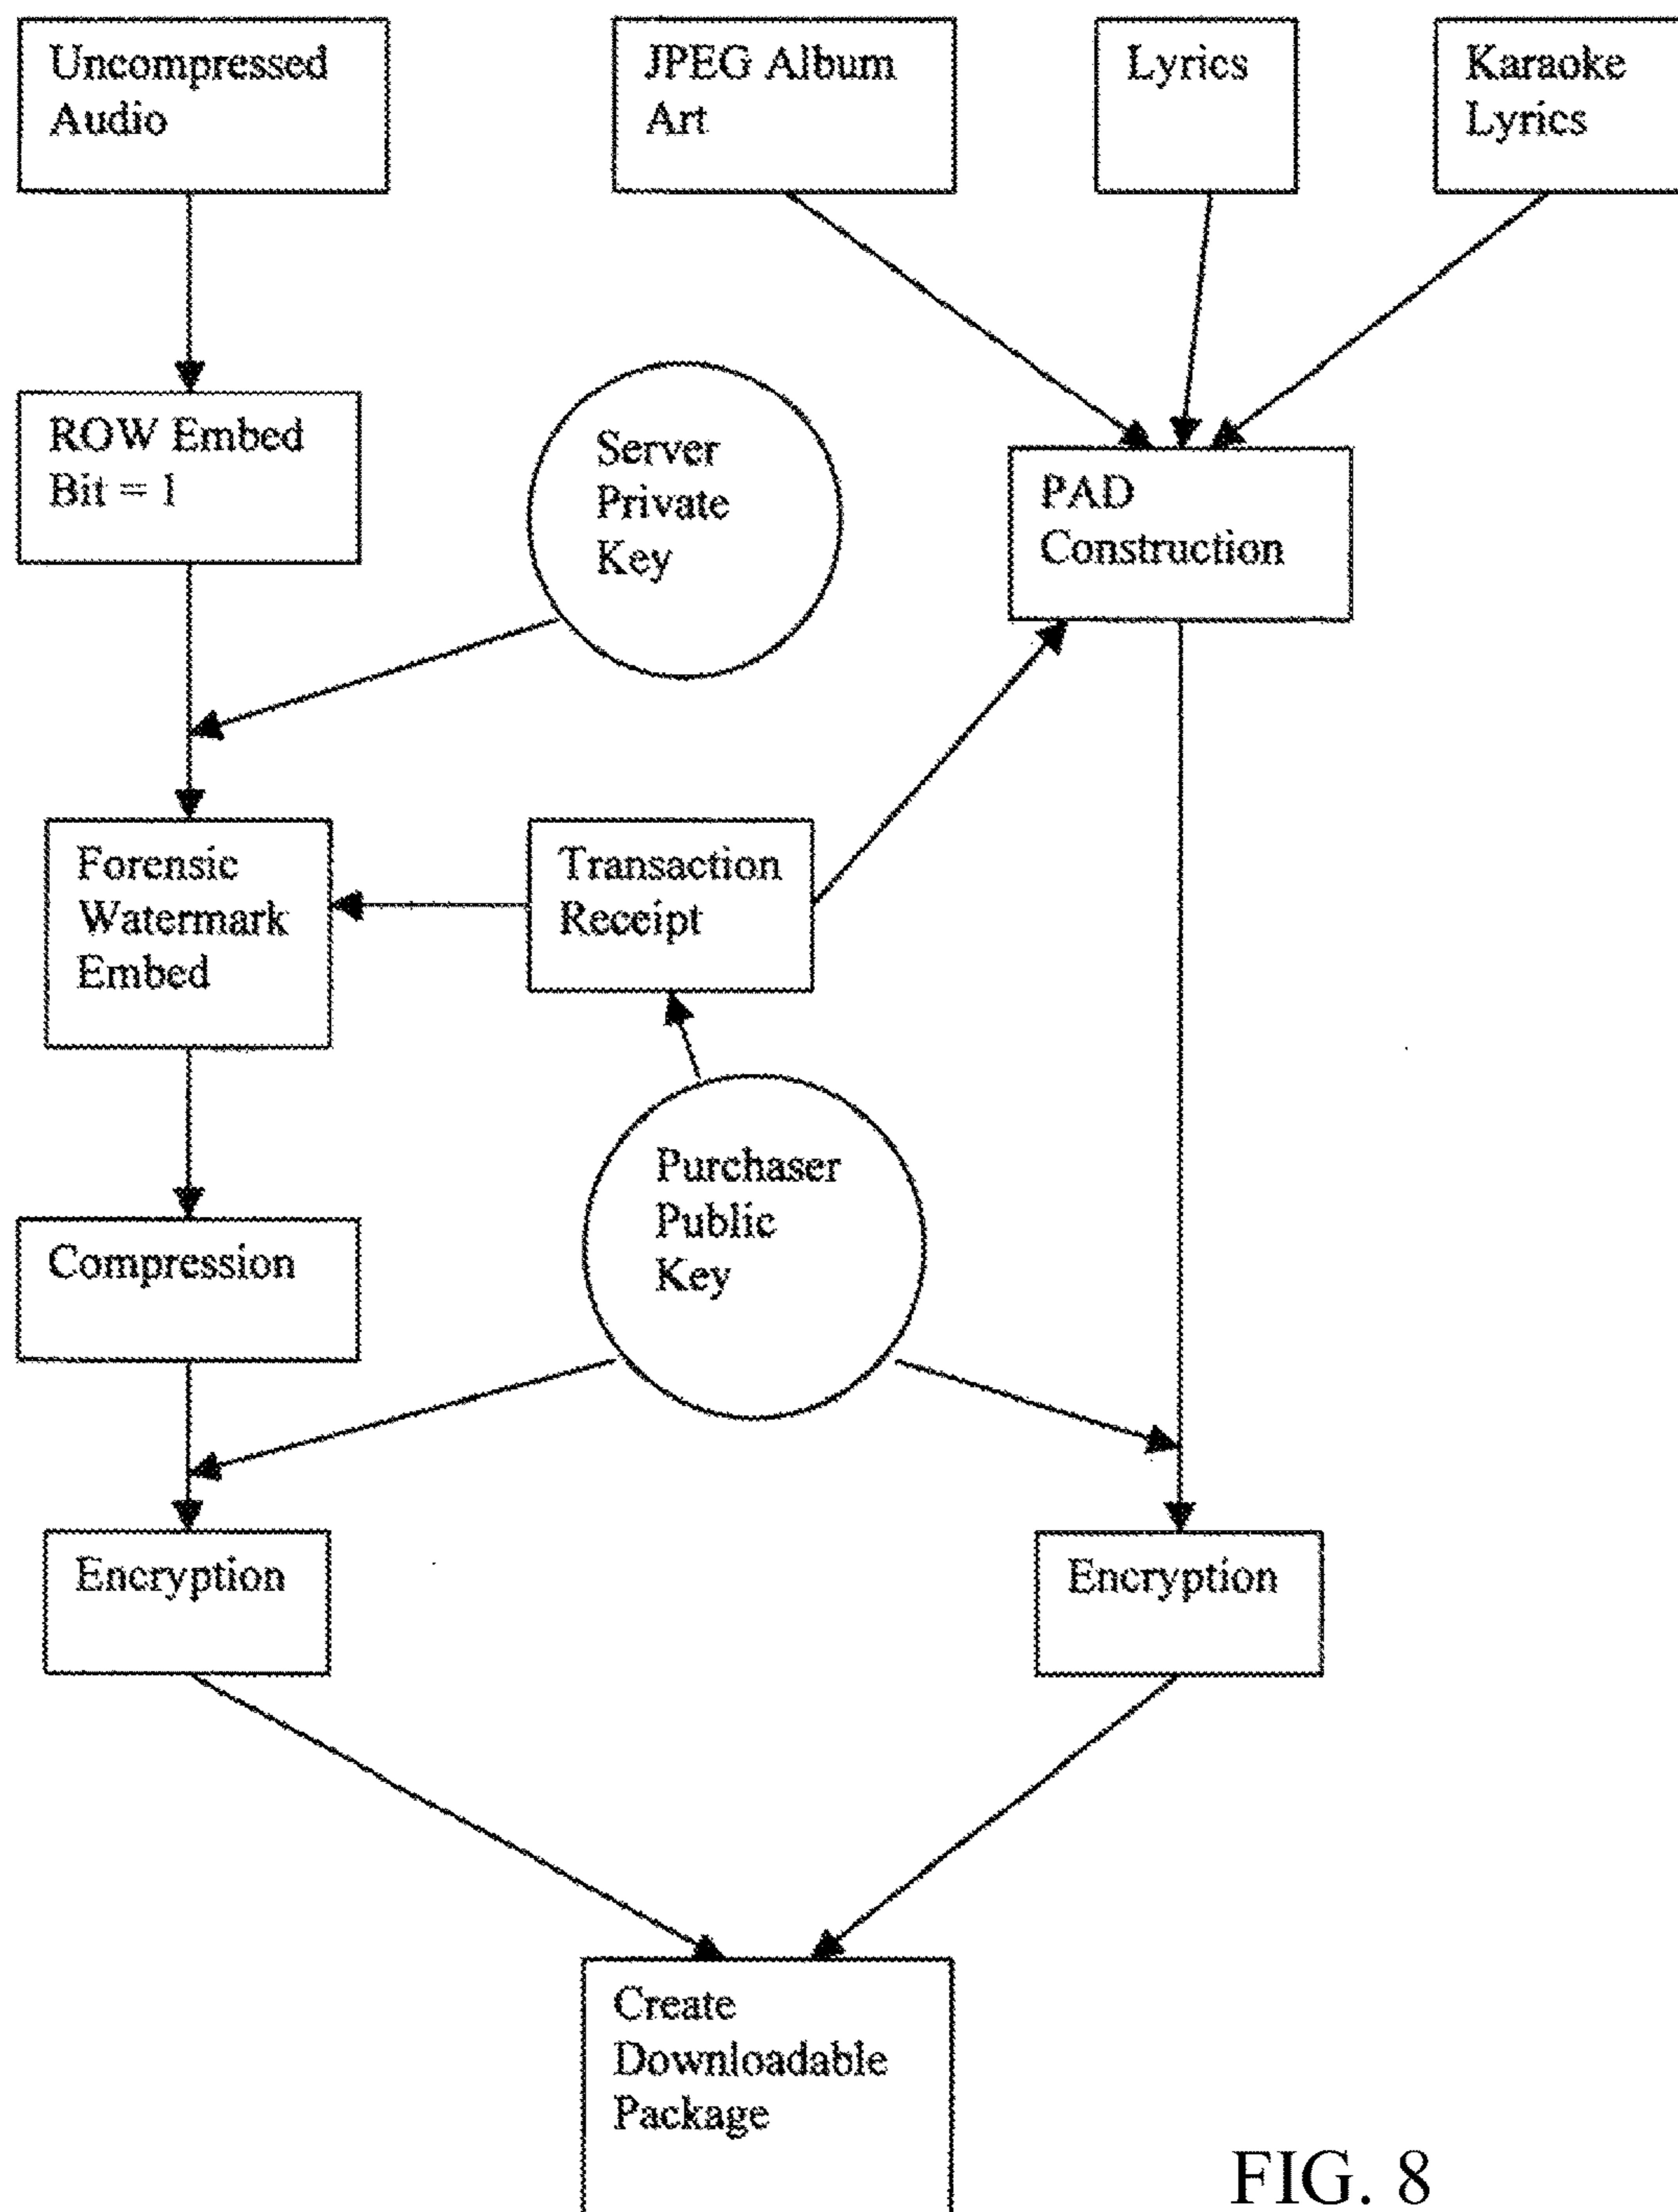 Uncompressed
Audio
JPEG Album
Art
Lyrics
Karaoke
Lyrics
ROW Embed
Bit = 1
Server
Private
Key
PAD
Construction
Forensic
Watermark
Embed
Transaction
Receipt
Purchaser
Public
Key
Compression
Encryption
Encryption
Create
Downloadable
Package
FIG. 8